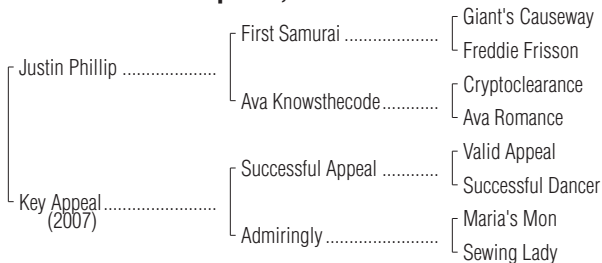 Giant's Causeway
First Samurai ....................
Freddie Frisson
Justin Phillip ....................
Cryptoclearance
Ava Knowsthecode............
Ava Romance
Valid Appeal
Successful Appeal ............
Successful Dancer
Key Appeal........................
(2007)
Maria's Mon
Admiringly ........................
Sewing Lady